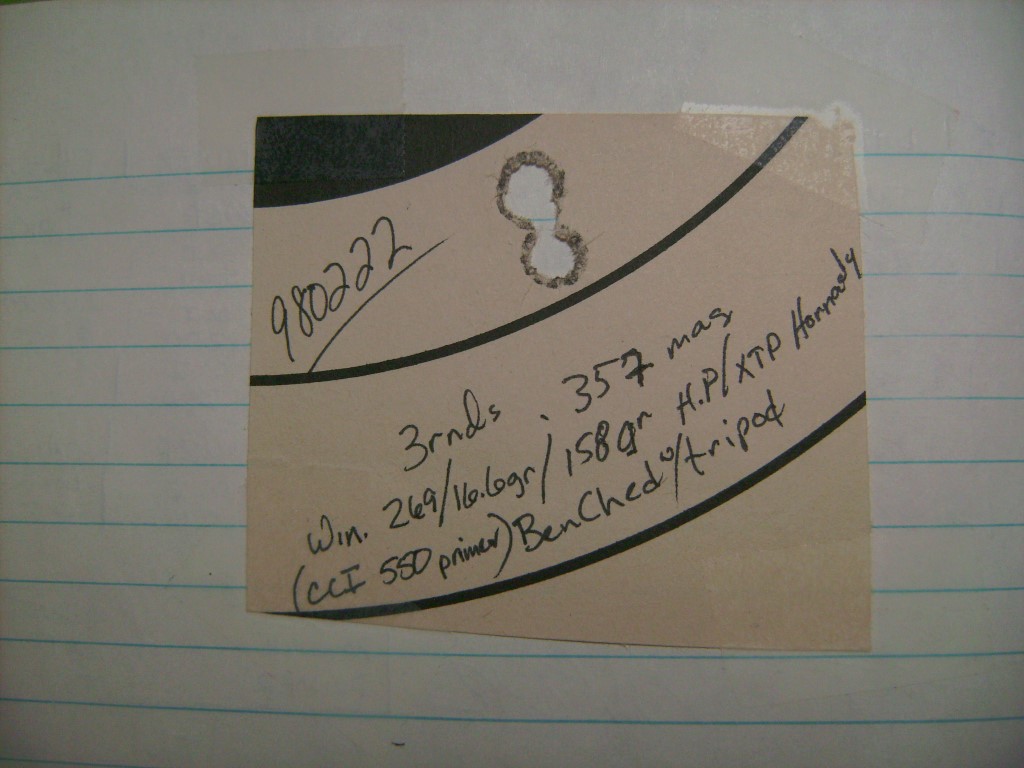 980222
3rnds . 357 mag
Win. 269/16.6gr/158gr H.P/XTP Hornady
(CCI 550 primer) BenChed w/tripod